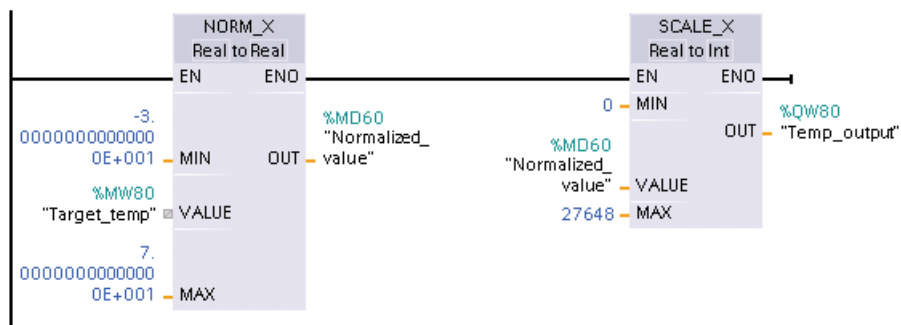 NORM_X
Real to Real
EN ENO
-3.
0000000000000
0E+001
MIN
%MD60
"Normalized_
value"
OUT
%MW80
"Target_temp"
VALUE
7.
0000000000000
0E+001
MAX
SCALE_X
Real to Int
EN ENO
0
MIN
%QW80
"Temp_output"
OUT
%MD60
"Normalized_
value"
VALUE
27648
MAX